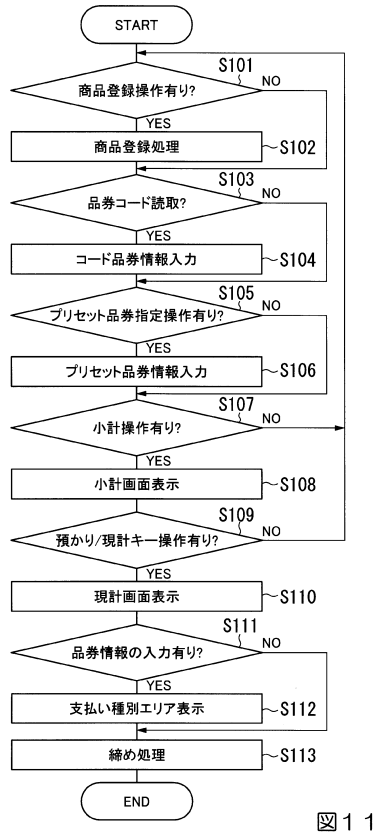 START
S101
商品登録操作有り?
NO
YES
商品登録処理
S102
S103
品券コード読取?
NO
YES
コード品券情報入力
S104
S105
プリセット品券指定操作有り?
NO
YES
プリセット品券情報入力
S106
S107
小計操作有り?
NO
YES
小計画面表示
S108
S109
預かり/現計キー操作有り?
NO
YES
現計画面表示
S110
S111
品券情報の入力有り?
NO
YES
支払い種別エリア表示
S112
締め処理
S113
END
図11